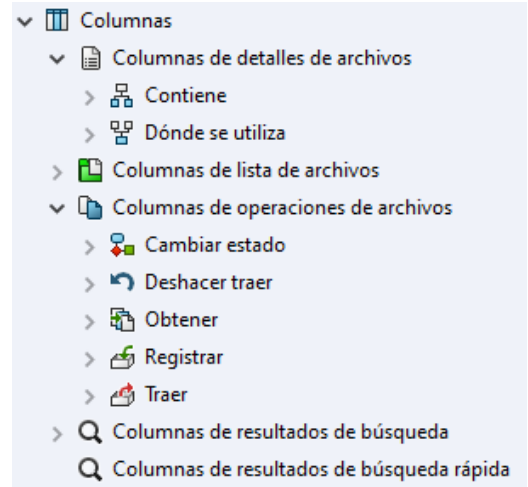 Columnas
Columnas de detalles de archivos
Contiene
Dónde se utiliza
Columnas de lista de archivos
Columnas de operaciones de archivos
Cambiar estado
Deshacer traer
Obtener
Registrar
Traer
Columnas de resultados de búsqueda
Columnas de resultados de búsqueda rápida